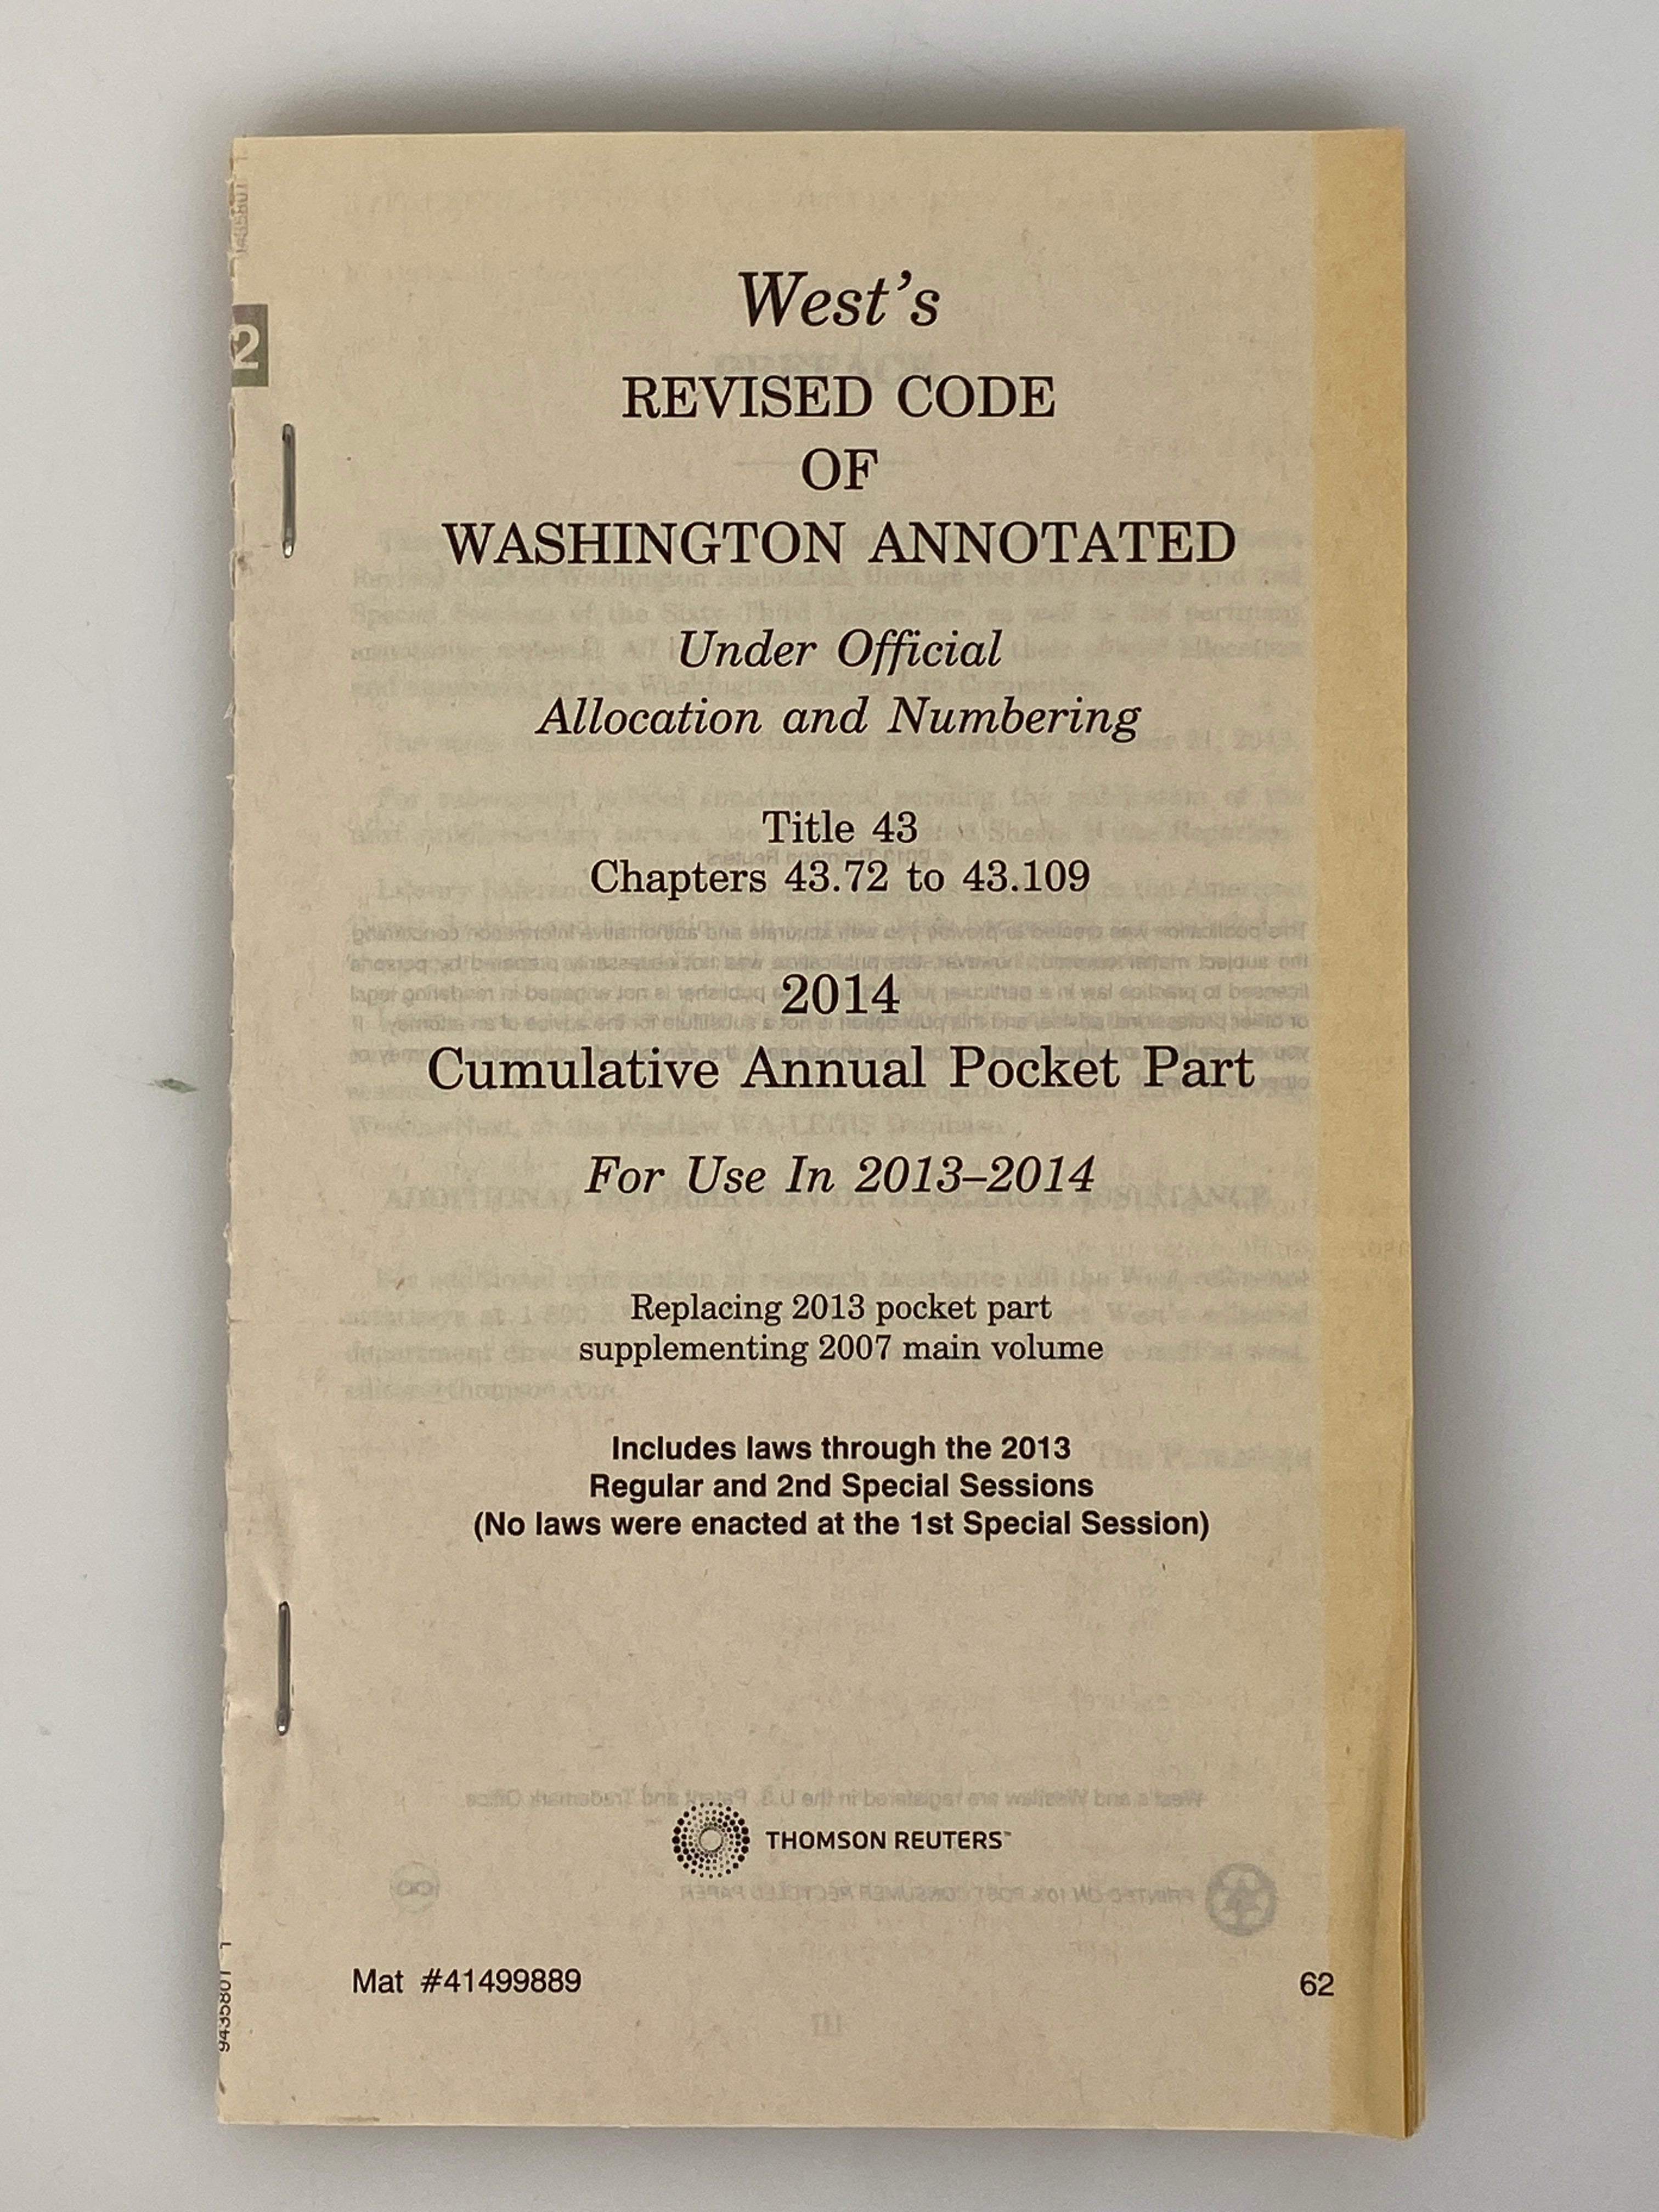 2
West's
REVISED CODE
OF
WASHINGTON ANNOTATED
Under Official
Allocation and Numbering
Title 43
Chapters 43.72 to 43.109
2014
Cumulative Annual Pocket Part
For Use In 2013–2014
Replacing 2013 pocket part
supplementing 2007 main volume
Includes laws through the 2013
Regular and 2nd Special Sessions
(No laws were enacted at the 1st Special Session)
THOMSON REUTERS™
Mat #41499889
62